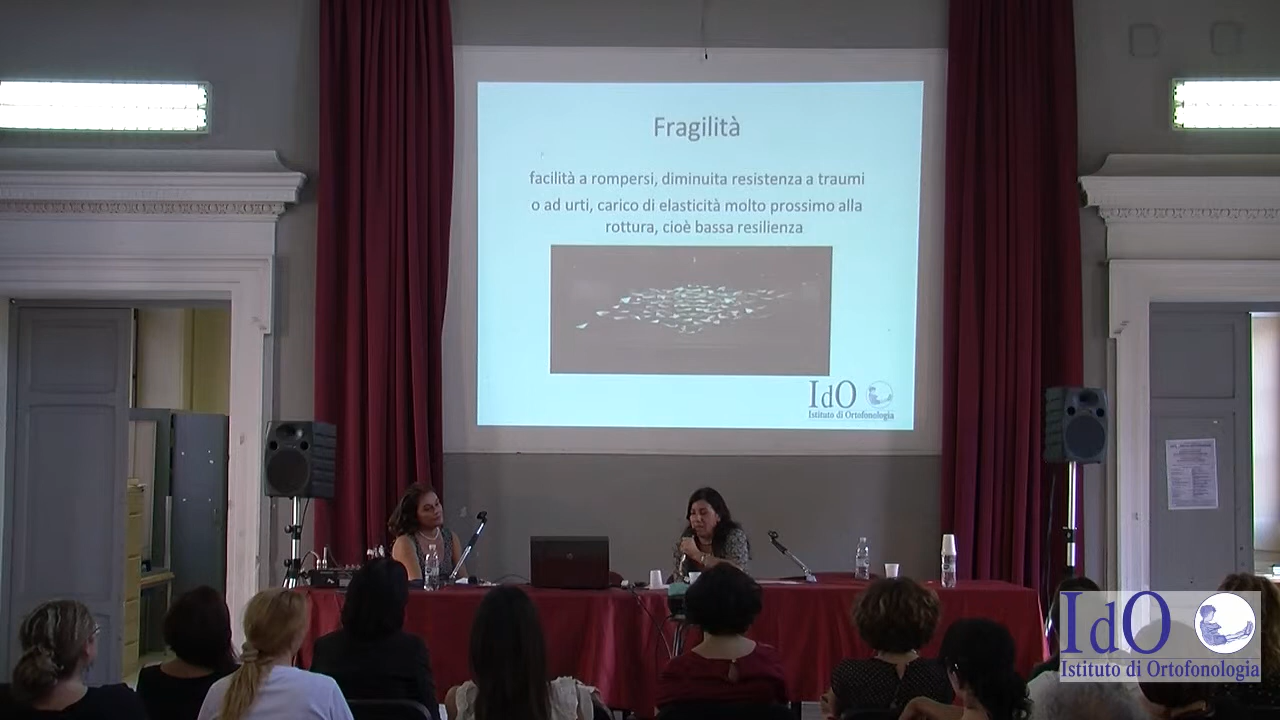 Fragilità
facilità a rompersi, diminuita resistenza a traumi
o ad urti, carico di elasticità molto prossimo alla
rottura, cioè bassa resilienza
IdO
Istituto di Ortofonologia
IdO
Istituto di Ortofonologia